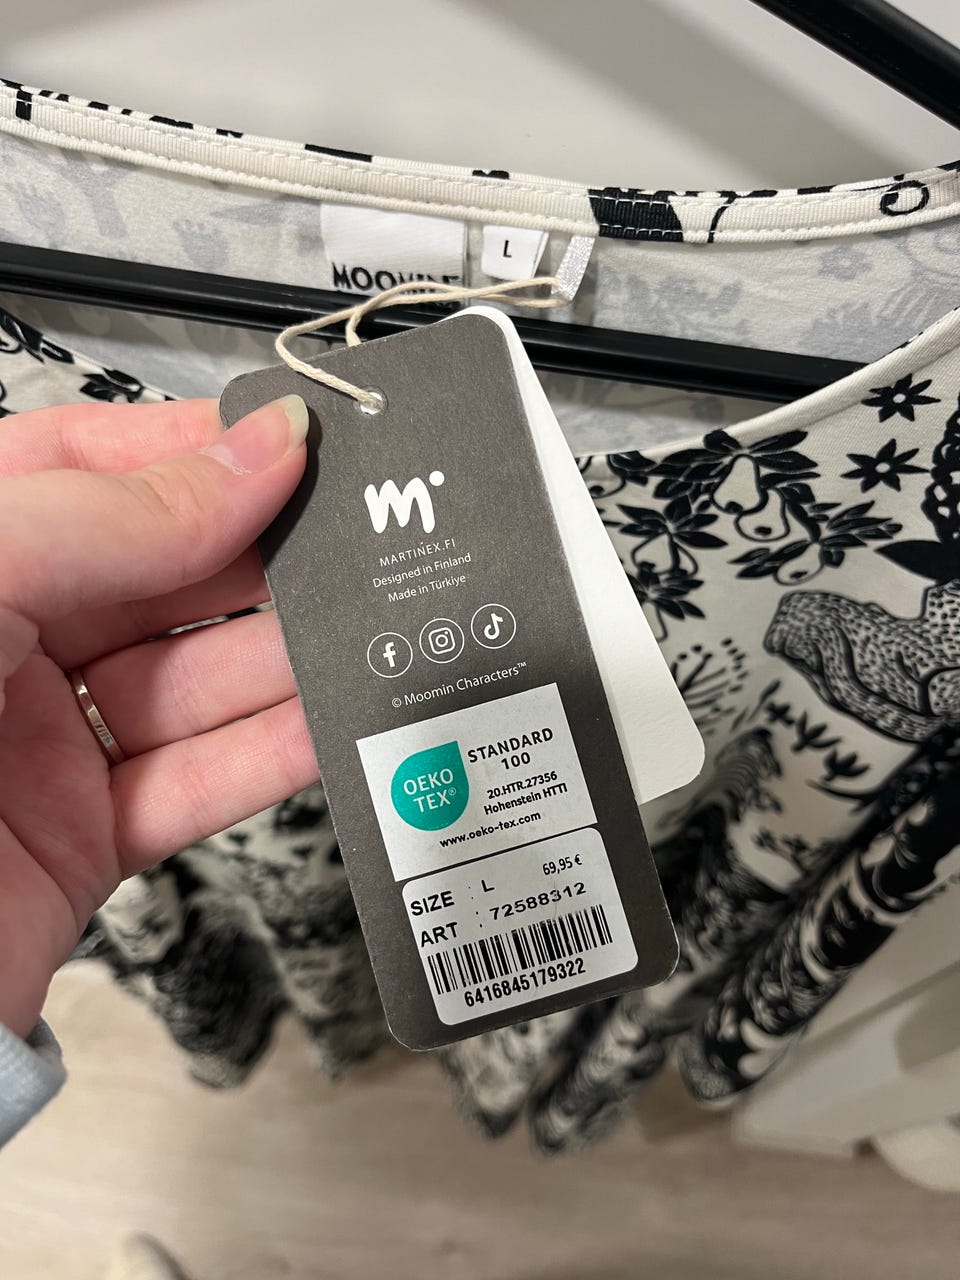 L
m
MARTINEX.FI
Designed in Finland
Made in Türkiye
© Moomin Characters™
OEKO
TEX®
STANDARD
100
20.HTR.27356
Hohenstein HTTI
www.oeko-tex.com
SIZE : L 69,95 €
ART : 72588312
6416845179322